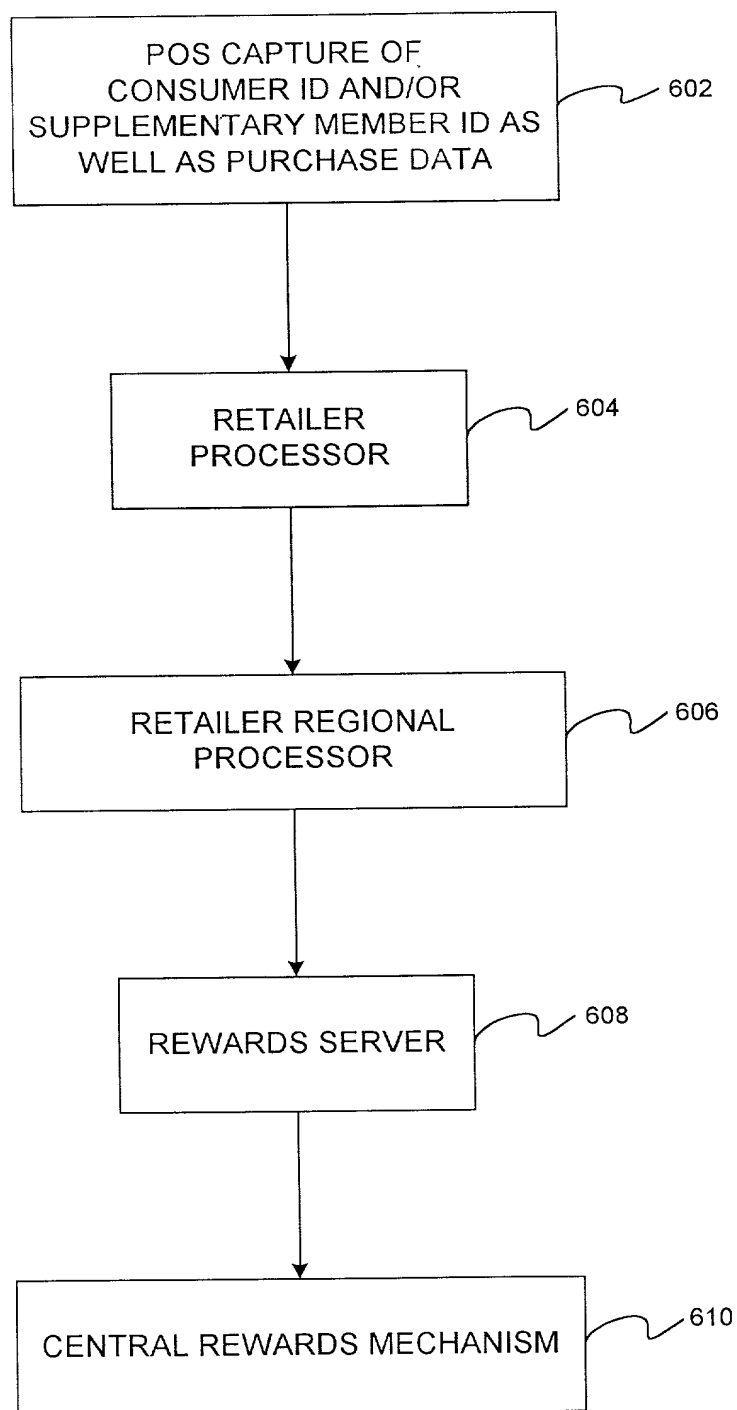 POS CAPTURE OF
CONSUMER ID AND/OR
SUPPLEMENTARY MEMBER ID AS
WELL AS PURCHASE DATA
602
RETAILER
PROCESSOR
604
RETAILER REGIONAL
PROCESSOR
606
REWARDS SERVER
608
CENTRAL REWARDS MECHANISM
610